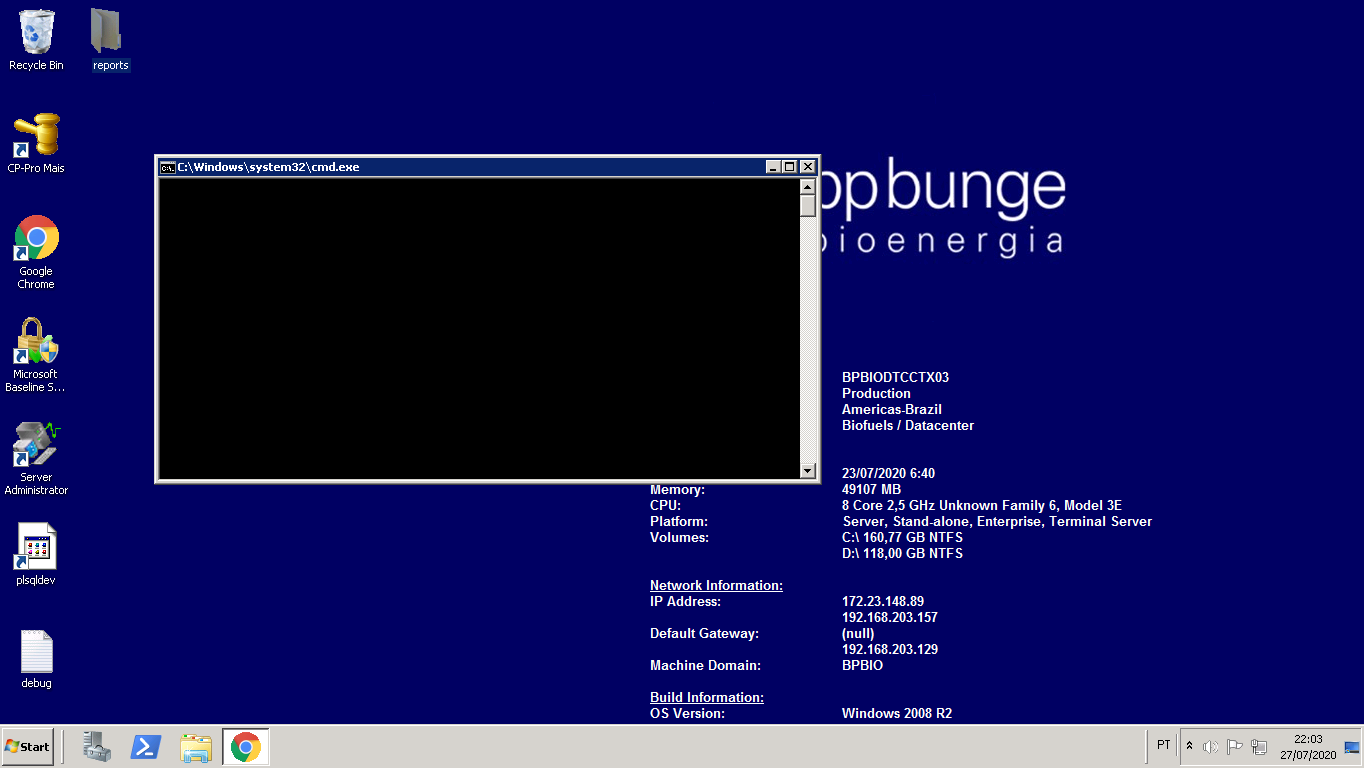 Recycle Bin
reports
CP-Pro Mais
Google
Chrome
Microsoft
Baseline S...
Server
Administrator
plsqldev
debug
C:\Windows\system32\cmd.exe
bunge
BPBIODTCCTX03
Production
Americas-Brazil
Biofuels / Datacenter
23/07/2020 6:40
Memory: 49107 MB
CPU: 8 Core 2,5 GHz Unknown Family 6, Model 3E
Platform: Server, Stand-alone, Enterprise, Terminal Server
Volumes: C:\ 160,77 GB NTFS
D:\ 118,00 GB NTFS
Network Information:
IP Address: 172.23.148.89
192.168.203.157
Default Gateway: (null)
192.168.203.129
Machine Domain: BPBIO
Build Information:
OS Version: Windows 2008 R2
Start
PT
22:03
27/07/2020